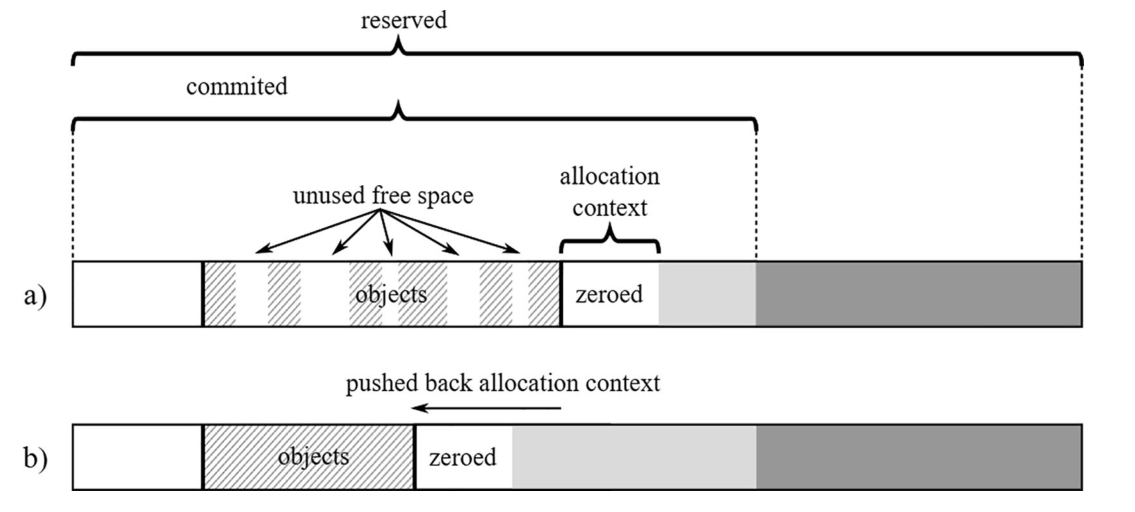 reserved
commited
unused free space
allocation
context
a)
objects
zeroed
pushed back allocation context
b)
objects
zeroed